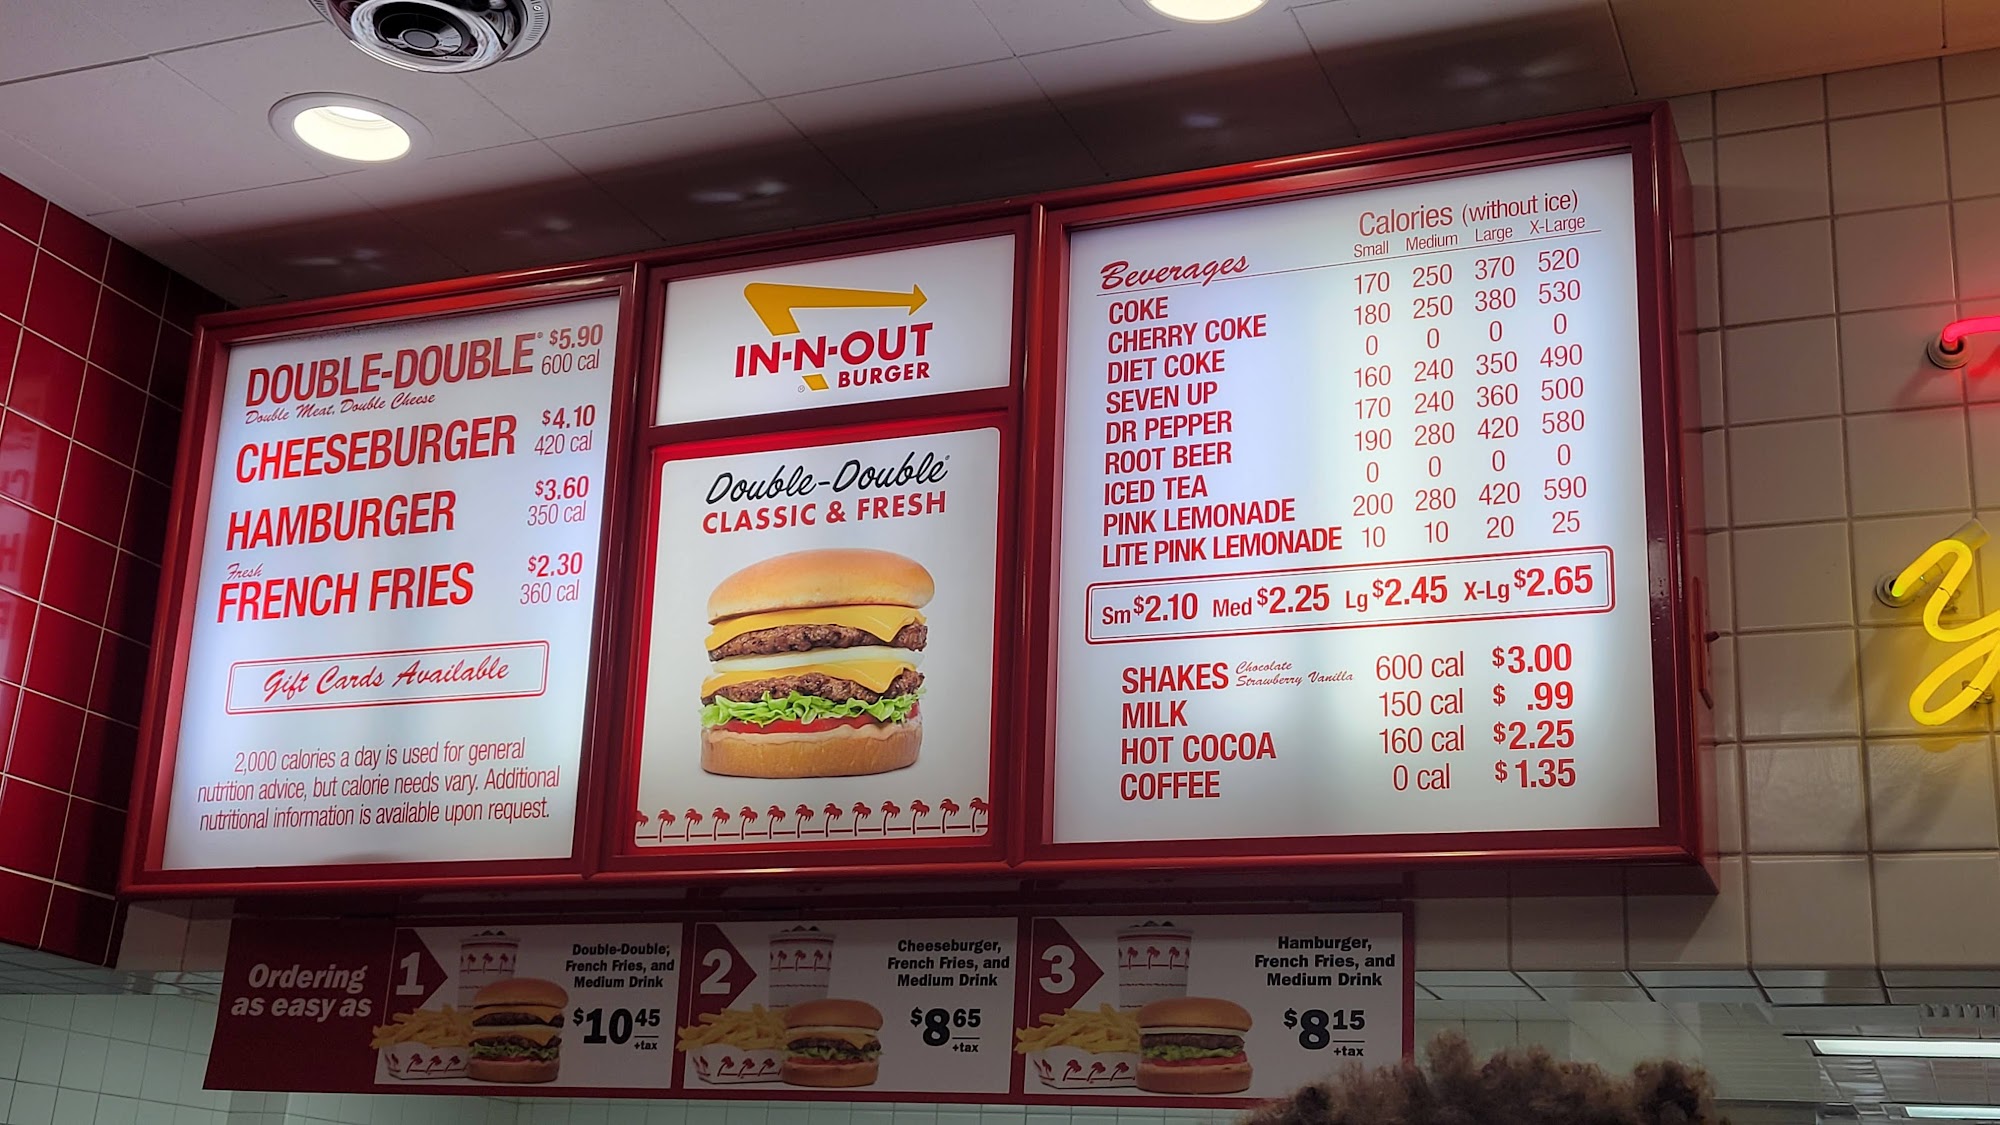 DOUBLE-DOUBLE® $5.90
Double Meat, Double Cheese 600 cal
CHEESEBURGER $4.10
420 cal
HAMBURGER $3.60
350 cal
Fresh
FRENCH FRIES $2.30
360 cal
Gift Cards Available
2,000 calories a day is used for general
nutrition advice, but calorie needs vary. Additional
nutritional information is available upon request.
IN-N-OUT
® BURGER
Double-Double®
CLASSIC & FRESH
Calories (without ice)
Beverages Small Medium Large X-Large
COKE 170 250 370 520
CHERRY COKE 180 250 380 530
DIET COKE 0 0 0 0
SEVEN UP 160 240 350 490
DR PEPPER 170 240 360 500
ROOT BEER 190 280 420 580
ICED TEA 0 0 0 0
PINK LEMONADE 200 280 420 590
LITE PINK LEMONADE 10 10 20 25
Sm $2.10 Med $2.25 Lg $2.45 X-Lg $2.65
SHAKES Chocolate Strawberry Vanilla 600 cal $3.00
MILK 150 cal $ .99
HOT COCOA 160 cal $2.25
COFFEE 0 cal $1.35
Ordering
as easy as
1
Double-Double,®
French Fries, and
Medium Drink
$10 45
+tax
2
Cheeseburger,
French Fries, and
Medium Drink
$8 65
+tax
3
Hamburger,
French Fries, and
Medium Drink
$8 15
+tax